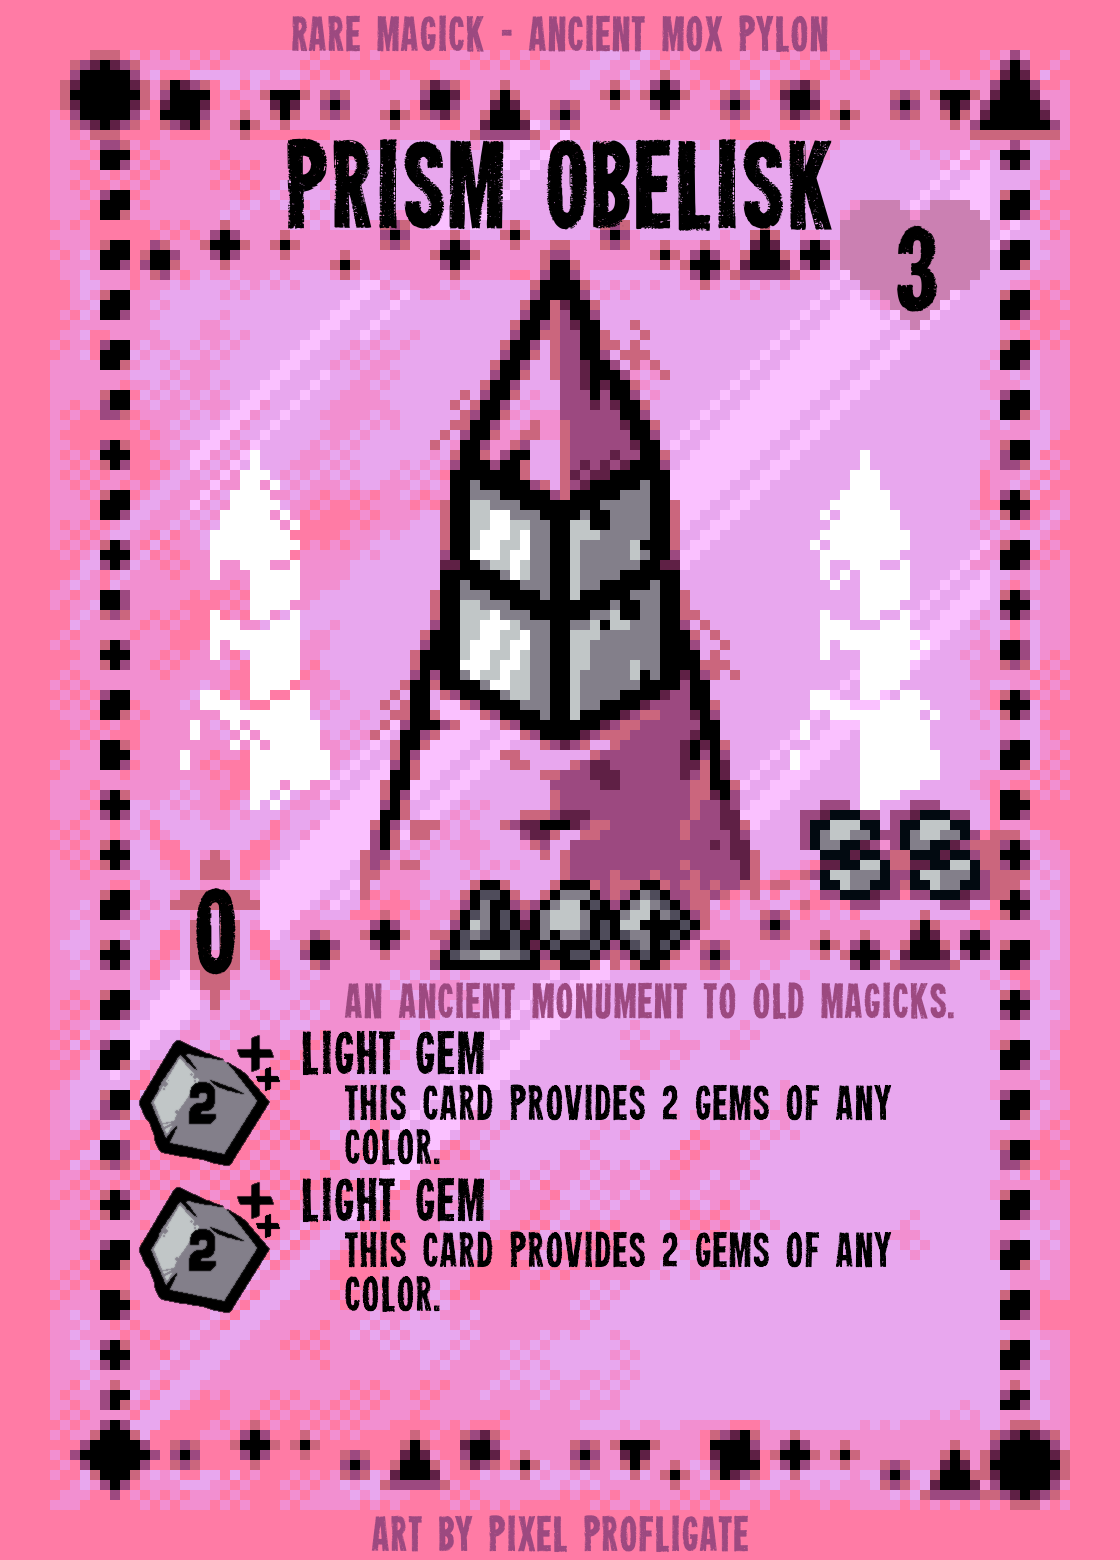 RARE MAGICK - ANCIENT MOX PYLON
PRISM OBELISK
3
0
AN ANCIENT MONUMENT TO OLD MAGICKS.
LIGHT GEM
2
THIS CARD PROVIDES 2 GEMS OF ANY
COLOR.
LIGHT GEM
2
THIS CARD PROVIDES 2 GEMS OF ANY
COLOR.
ART BY PIXEL PROFLIGATE